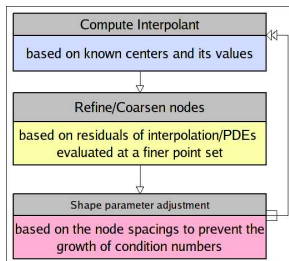 Compute Interpolant
based on known centers and its values
Refine/Coarsen nodes
based on residuals of interpolation/PDEs
evaluated at a finer point set
Shape parameter adjustment
based on the node spacings to prevent the
growth of condition numbers